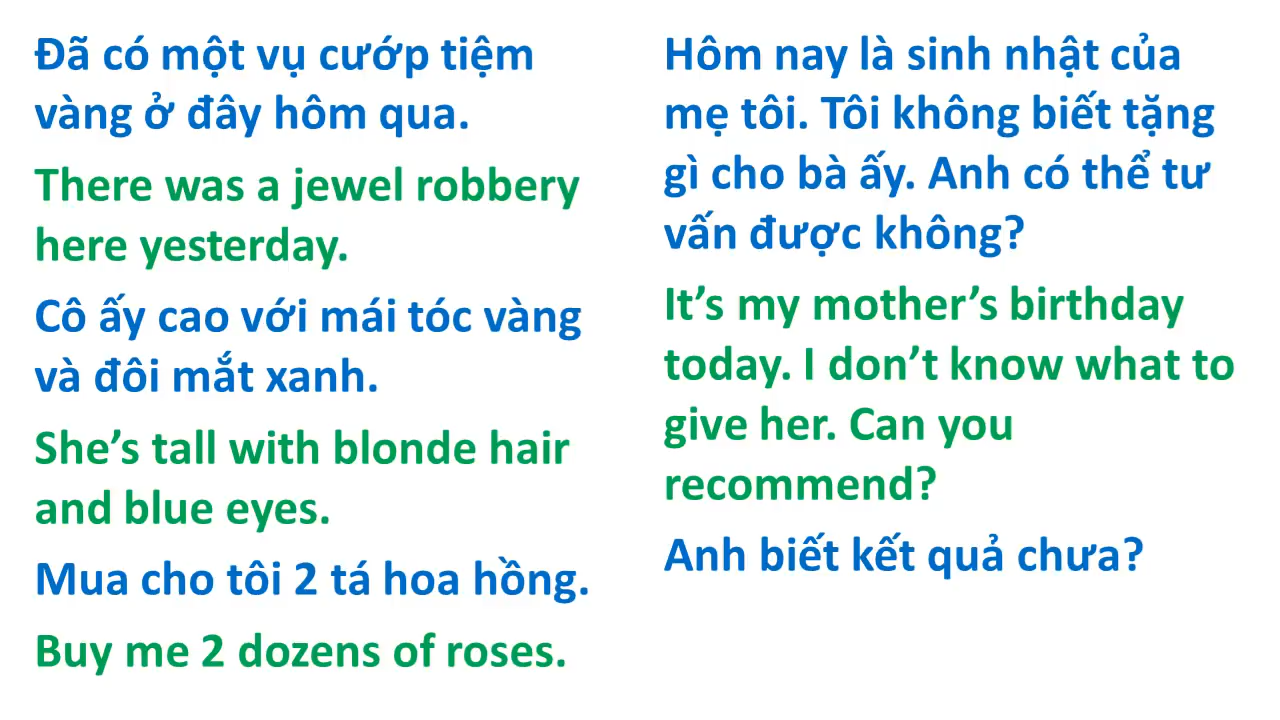 Đã có một vụ cướp tiệm
vàng ở đây hôm qua.
There was a jewel robbery
here yesterday.
Cô ấy cao với mái tóc vàng
và đôi mắt xanh.
She’s tall with blonde hair
and blue eyes.
Mua cho tôi 2 tá hoa hồng.
Buy me 2 dozens of roses.
Hôm nay là sinh nhật của
mẹ tôi. Tôi không biết tặng
gì cho bà ấy. Anh có thể tư
vấn được không?
It’s my mother’s birthday
today. I don’t know what to
give her. Can you
recommend?
Anh biết kết quả chưa?